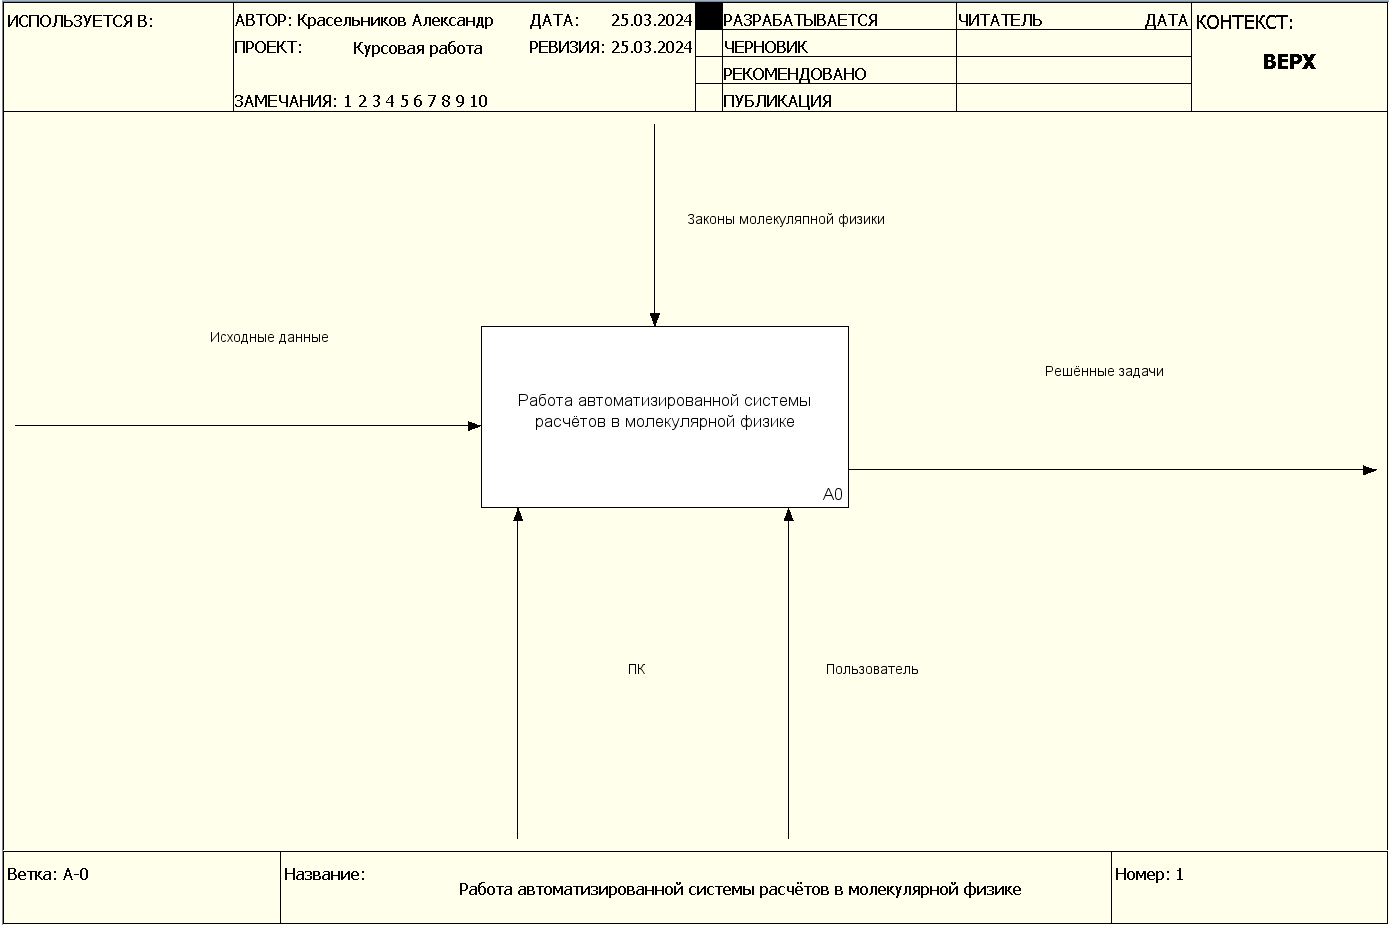 ИСПОЛЬЗУЕТСЯ В:
АВТОР: Красельников Александр
ДАТА: 25.03.2024
ПРОЕКТ: Курсовая работа
РЕВИЗИЯ: 25.03.2024
ЗАМЕЧАНИЯ: 1 2 3 4 5 6 7 8 9 10
РАЗРАБАТЫВАЕТСЯ
ЧЕРНОВИК
РЕКОМЕНДОВАНО
ПУБЛИКАЦИЯ
ЧИТАТЕЛЬ ДАТА
КОНТЕКСТ:
ВЕРХ
Законы молекуляпной физики
Исходные данные
Решённые задачи
Работа автоматизированной системы
расчётов в молекулярной физике
A0
ПК
Пользователь
Ветка: A-0
Название:
Работа автоматизированной системы расчётов в молекулярной физике
Номер: 1